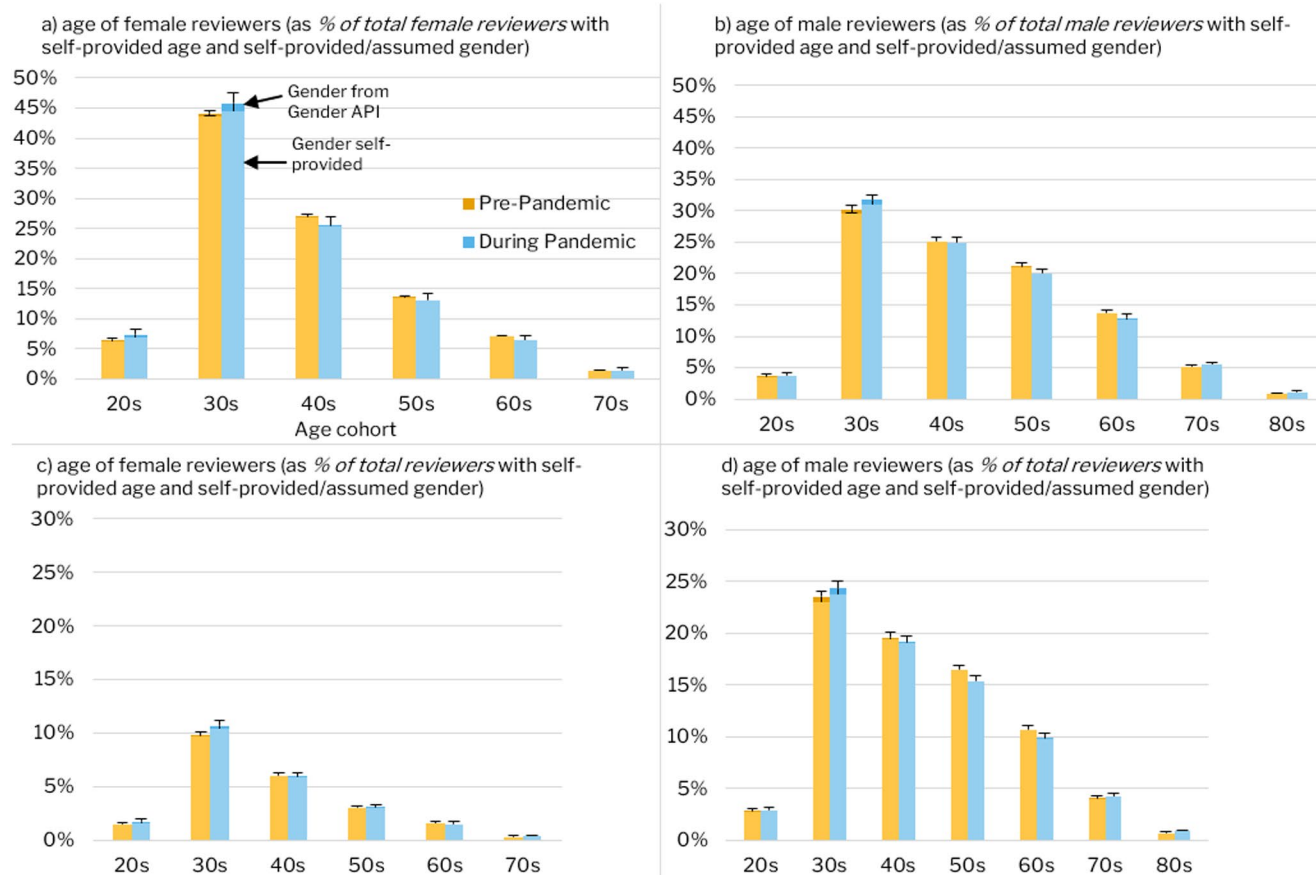 a) age of female reviewers (as % of total female reviewers with
self-provided age and self-provided/assumed gender)
50%
45%
40%
35%
30%
25%
20%
15%
10%
5%
0%
Gender from
Gender API
Gender self-
provided
Pre-Pandemic
During Pandemic
20s 30s 40s 50s 60s 70s
Age cohort
b) age of male reviewers (as % of total male reviewers with self-
provided age and self-provided/assumed gender)
50%
45%
40%
35%
30%
25%
20%
15%
10%
5%
0%
20s 30s 40s 50s 60s 70s 80s
c) age of female reviewers (as % of total reviewers with self-
provided age and self-provided/assumed gender)
30%
25%
20%
15%
10%
5%
0%
20s 30s 40s 50s 60s 70s
d) age of male reviewers (as % of total reviewers with
self-provided age and self-provided/assumed gender)
30%
25%
20%
15%
10%
5%
0%
20s 30s 40s 50s 60s 70s 80s